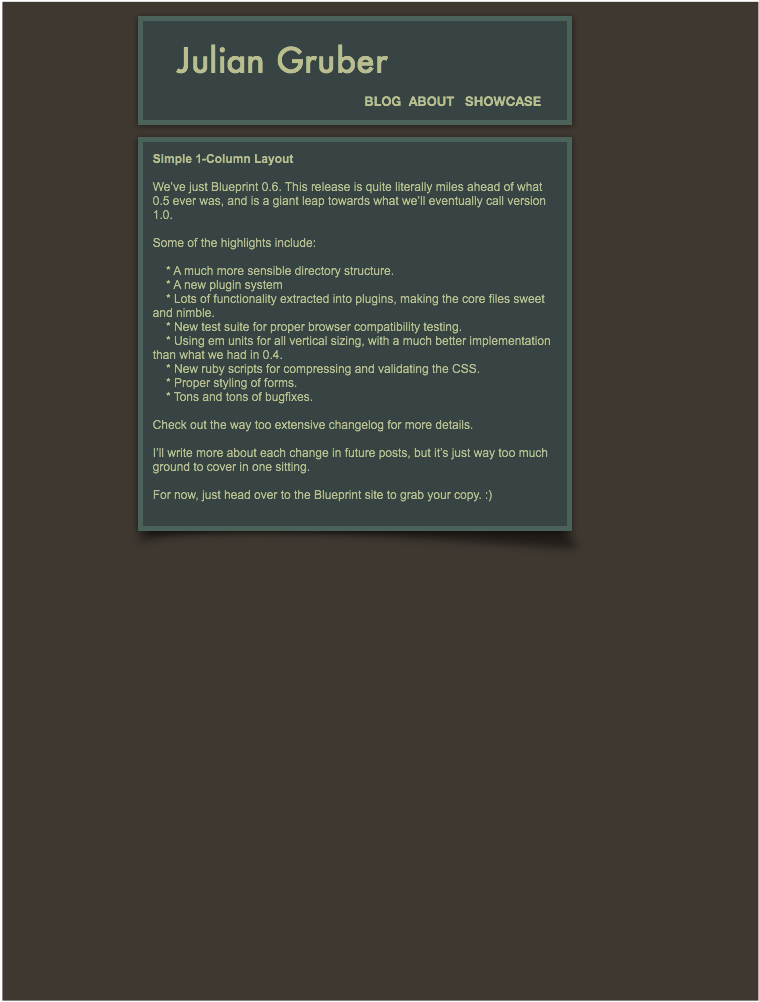 Julian Gruber
BLOG ABOUT SHOWCASE
Simple 1-Column Layout
We've just Blueprint 0.6. This release is quite literally miles ahead of what
0.5 ever was, and is a giant leap towards what we'll eventually call version
1.0.
Some of the highlights include:
* A much more sensible directory structure.
* A new plugin system
* Lots of functionality extracted into plugins, making the core files sweet
and nimble.
* New test suite for proper browser compatibility testing.
* Using em units for all vertical sizing, with a much better implementation
than what we had in 0.4.
* New ruby scripts for compressing and validating the CSS.
* Proper styling of forms.
* Tons and tons of bugfixes.
Check out the way too extensive changelog for more details.
I'll write more about each change in future posts, but it's just way too much
ground to cover in one sitting.
For now, just head over to the Blueprint site to grab your copy. :)